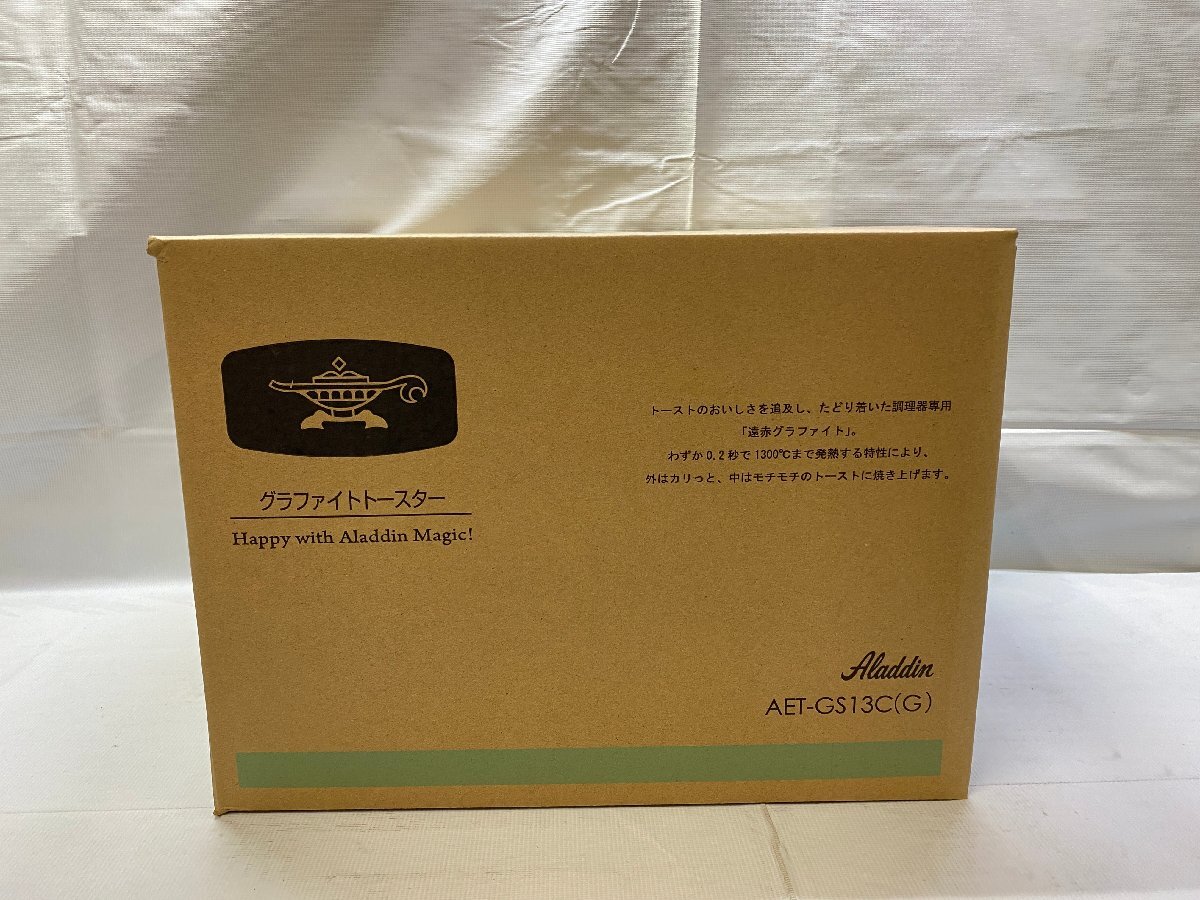 グラファイトトースター
Happy with Aladdin Magic!
トーストのおいしさを追及し、たどり着いた調理器専用
「遠赤グラファイト」。
わずか0.2秒で1300℃まで発熱する特性により、
外はカリっと、中はモチモチのトーストに焼き上げます。
Aladdin
AET-GS13C(G)